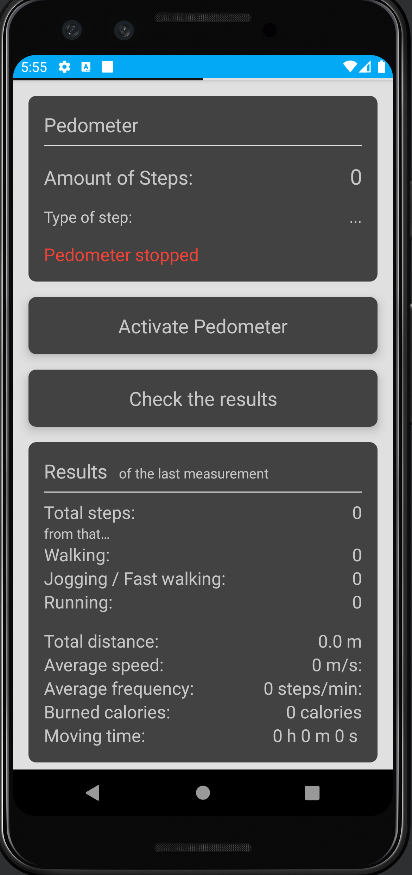 5:55
Pedometer
Amount of Steps: 0
Type of step: ...
Pedometer stopped
Activate Pedometer
Check the results
Results of the last measurement
Total steps: 0
from that...
Walking: 0
Jogging / Fast walking: 0
Running: 0
Total distance: 0.0 m
Average speed: 0 m/s:
Average frequency: 0 steps/min:
Burned calories: 0 calories
Moving time: 0 h 0 m 0 s